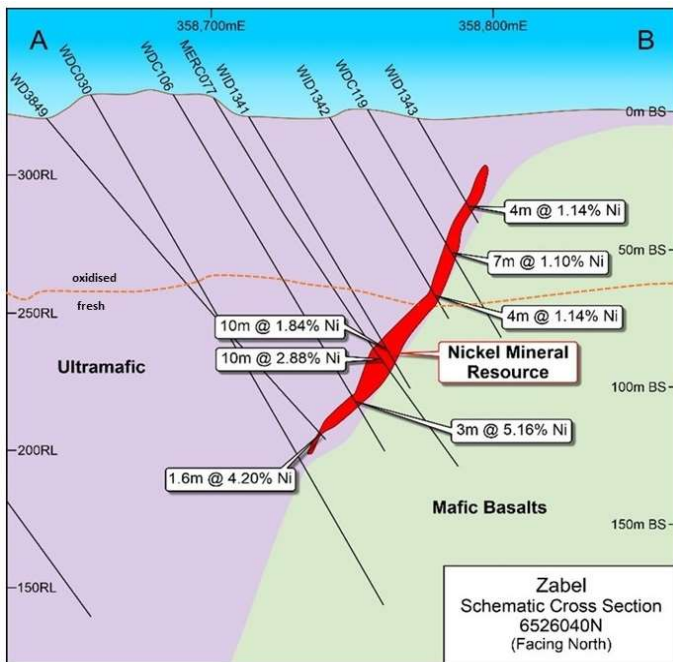 358,700mE
358,800mE
A
B
WD3849
WDC030
WDC106
MERC077
WID1341
WID1342
WDC119
WID1343
0m BS
300RL
4m @ 1.14% Ni
50m BS
7m @ 1.10% Ni
oxidised
fresh
250RL
4m @ 1.14% Ni
10m @ 1.84% Ni
Nickel Mineral
Resource
10m @ 2.88% Ni
Ultramafic
100m BS
3m @ 5.16% Ni
200RL
1.6m @ 4.20% Ni
Mafic Basalts
150m BS
150RL
Zabel
Schematic Cross Section
6526040N
(Facing North)